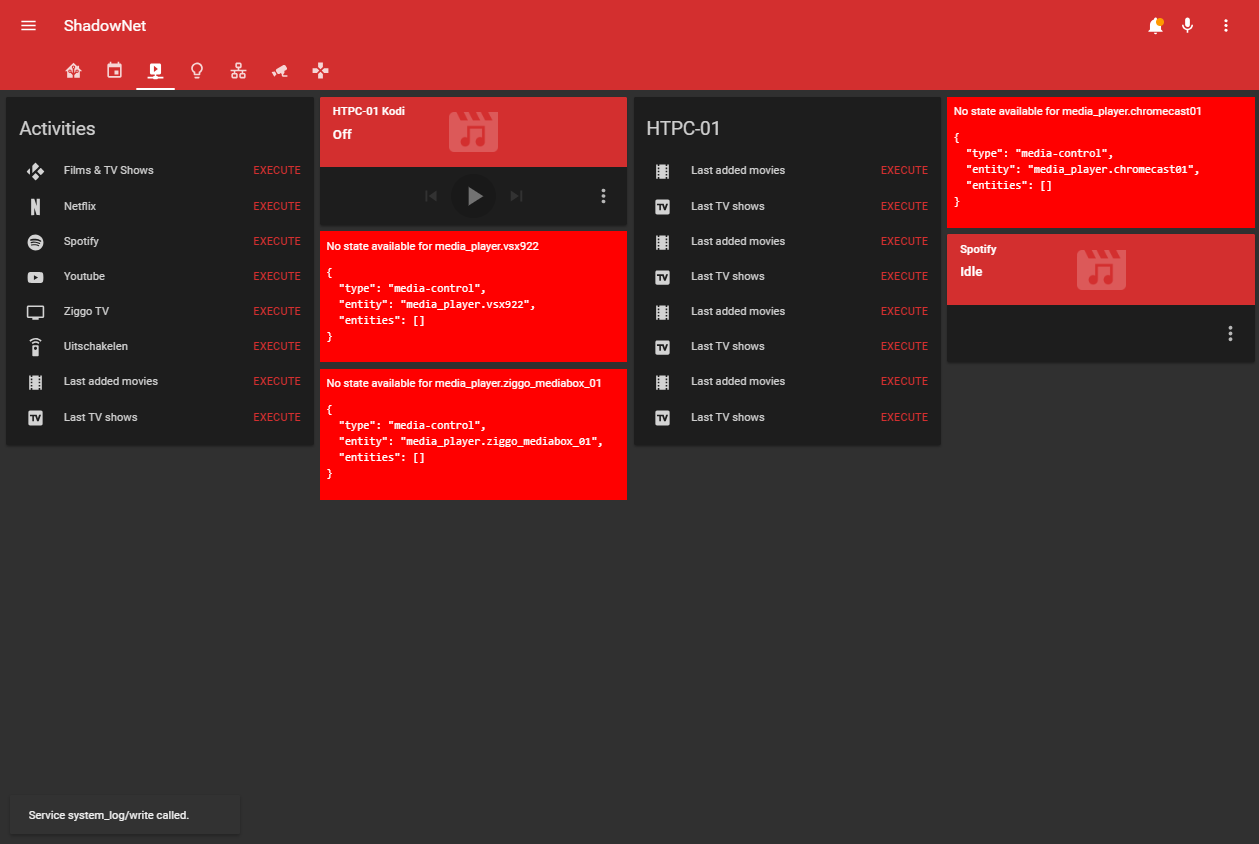 ShadowNet
Activities
Films & TV Shows EXECUTE
Netflix EXECUTE
Spotify EXECUTE
Youtube EXECUTE
Ziggo TV EXECUTE
Uitschakelen EXECUTE
Last added movies EXECUTE
TV Last TV shows EXECUTE
HTPC-01 Kodi
Off
No state available for media_player.vsx922
{
"type": "media-control",
"entity": "media_player.vsx922",
"entities": []
}
No state available for media_player.ziggo_mediabox_01
{
"type": "media-control",
"entity": "media_player.ziggo_mediabox_01",
"entities": []
}
HTPC-01
Last added movies EXECUTE
TV Last TV shows EXECUTE
Last added movies EXECUTE
TV Last TV shows EXECUTE
Last added movies EXECUTE
TV Last TV shows EXECUTE
Last added movies EXECUTE
TV Last TV shows EXECUTE
No state available for media_player.chromecast01
{
"type": "media-control",
"entity": "media_player.chromecast01",
"entities": []
}
Spotify
Idle
Service system_log/write called.